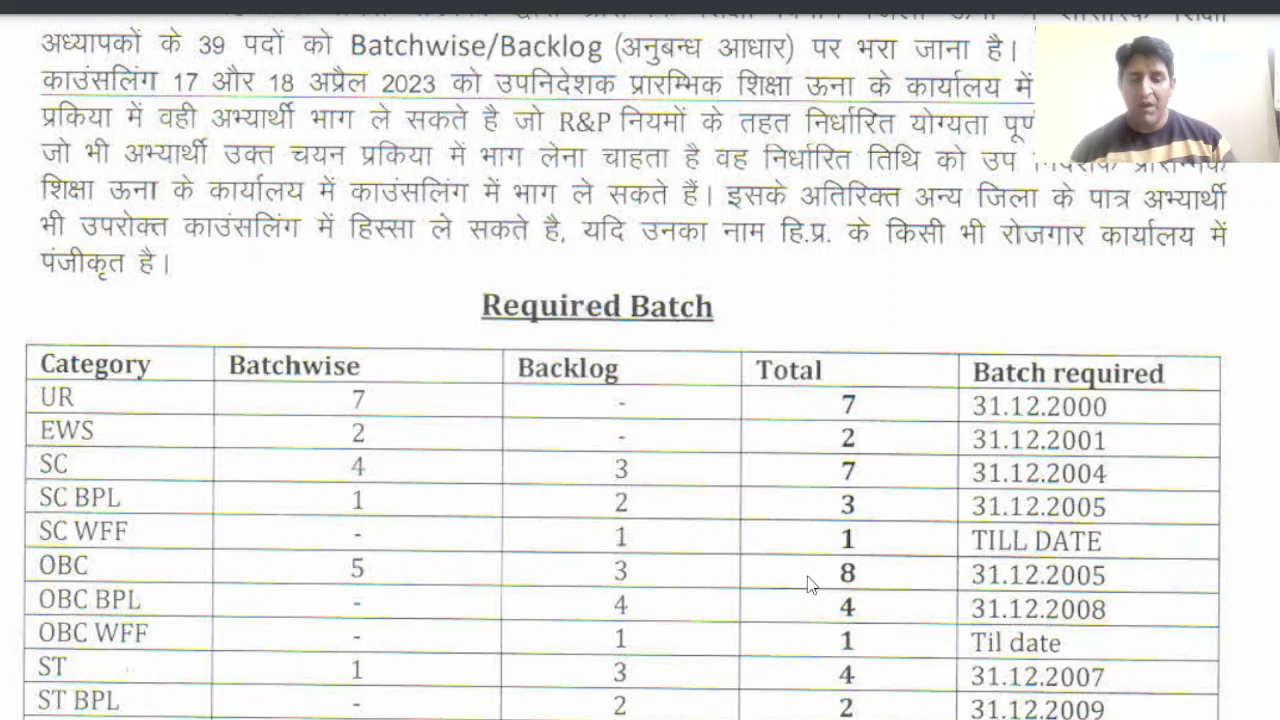 अध्यापकों के 39 पदों को Batchwise/Backlog (अनुबन्ध आधार) पर भरा जाना है।
काउंसलिंग 17 और 18 अप्रैल 2023 को उपनिदेशक प्रारम्भिक शिक्षा ऊना के कार्यालय में
प्रकिया में वही अभ्यार्थी भाग ले सकते है जो R&P नियमों के तहत निर्धारित योग्यता
जो भी अभ्यार्थी उक्त चयन प्रकिया में भाग लेना चाहता है वह निर्धारित तिथि को उप
शिक्षा ऊना के कार्यालय में काउंसलिंग में भाग ले सकते हैं। इसके अतिरिक्त अन्य जिला के पात्र अभ्यार्थी
भी उपरोक्त काउंसलिंग में हिस्सा ले सकते है, यदि उनका नाम हि.प्र. के किसी भी रोजगार कार्यालय में
पंजीकृत है।
Required Batch
Category Batchwise Backlog Total Batch required
UR 7 - 7 31.12.2000
EWS 2 - 2 31.12.2001
SC 4 3 7 31.12.2004
SC BPL 1 2 3 31.12.2005
SC WFF - 1 1 TILL DATE
OBC 5 3 8 31.12.2005
OBC BPL - 4 4 31.12.2008
OBC WFF - 1 1 Til date
ST 1 3 4 31.12.2007
ST BPL - 2 2 31.12.2009